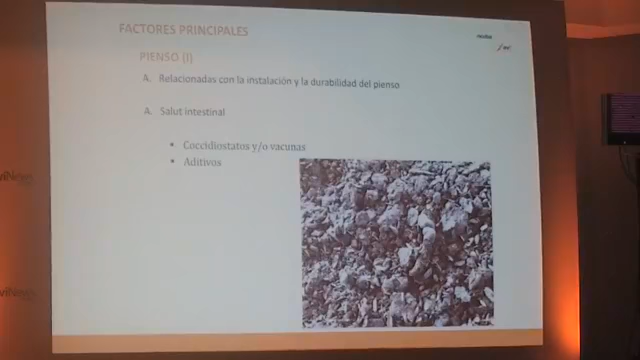 FACTORES PRINCIPALES
PIENSO (I)
A. Relacionadas con la instalación y la durabilidad del pienso
A. Salut intestinal
▪ Coccidiostatos y/o vacunas
▪ Aditivos